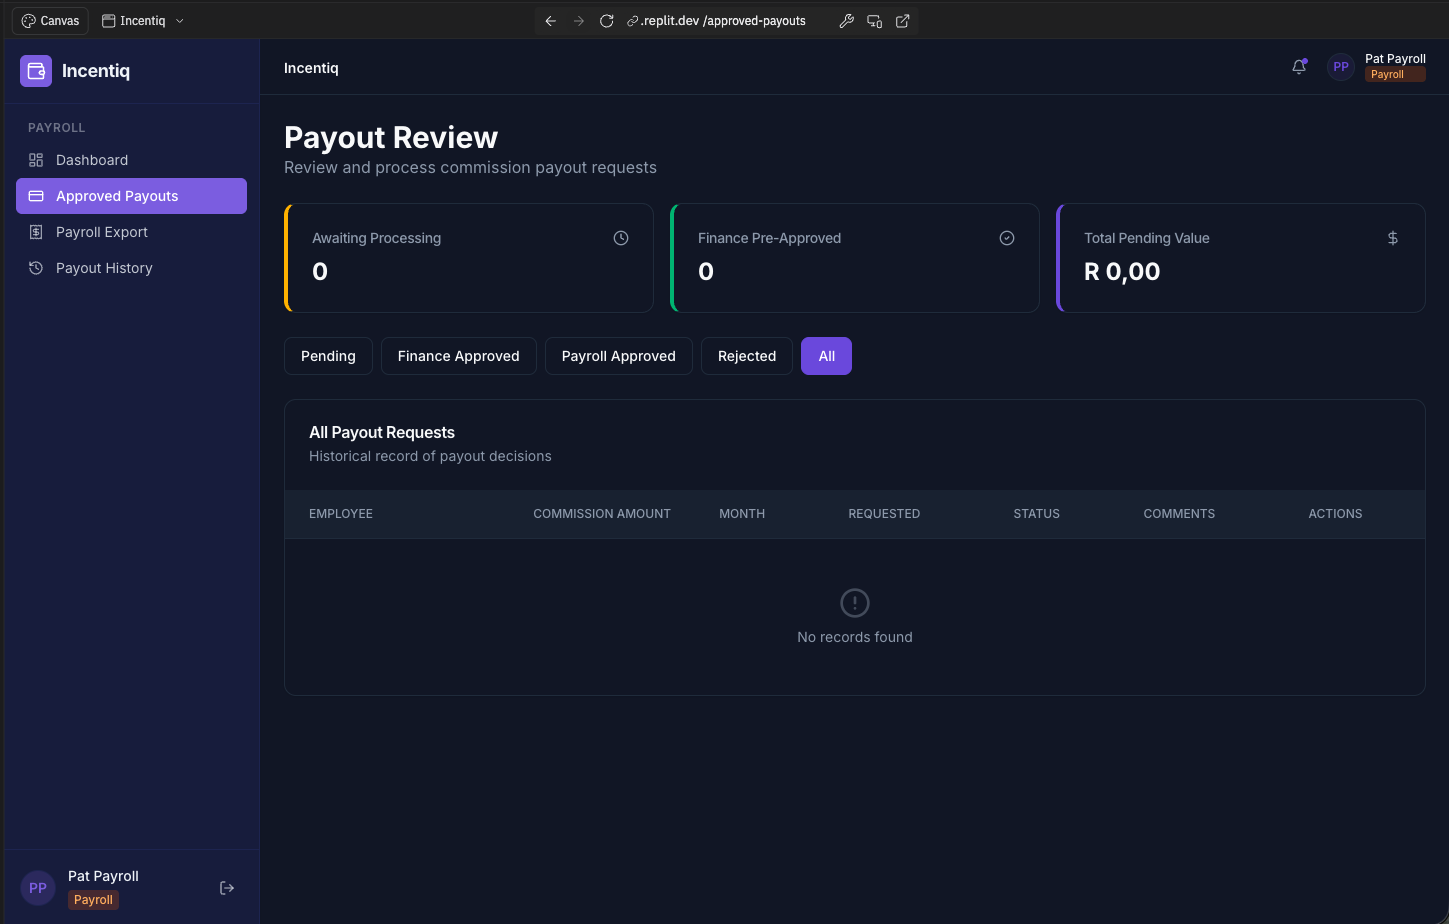 Canvas
Incentiq
.replit.dev /approved-payouts
Incentiq
Incentiq
PP
Pat Payroll
Payroll
PAYROLL
Dashboard
Approved Payouts
Payroll Export
Payout History
Payout Review
Review and process commission payout requests
Awaiting Processing
0
Finance Pre-Approved
0
Total Pending Value
R 0,00
Pending
Finance Approved
Payroll Approved
Rejected
All
All Payout Requests
Historical record of payout decisions
EMPLOYEE COMMISSION AMOUNT MONTH REQUESTED STATUS COMMENTS ACTIONS
No records found
PP
Pat Payroll
Payroll